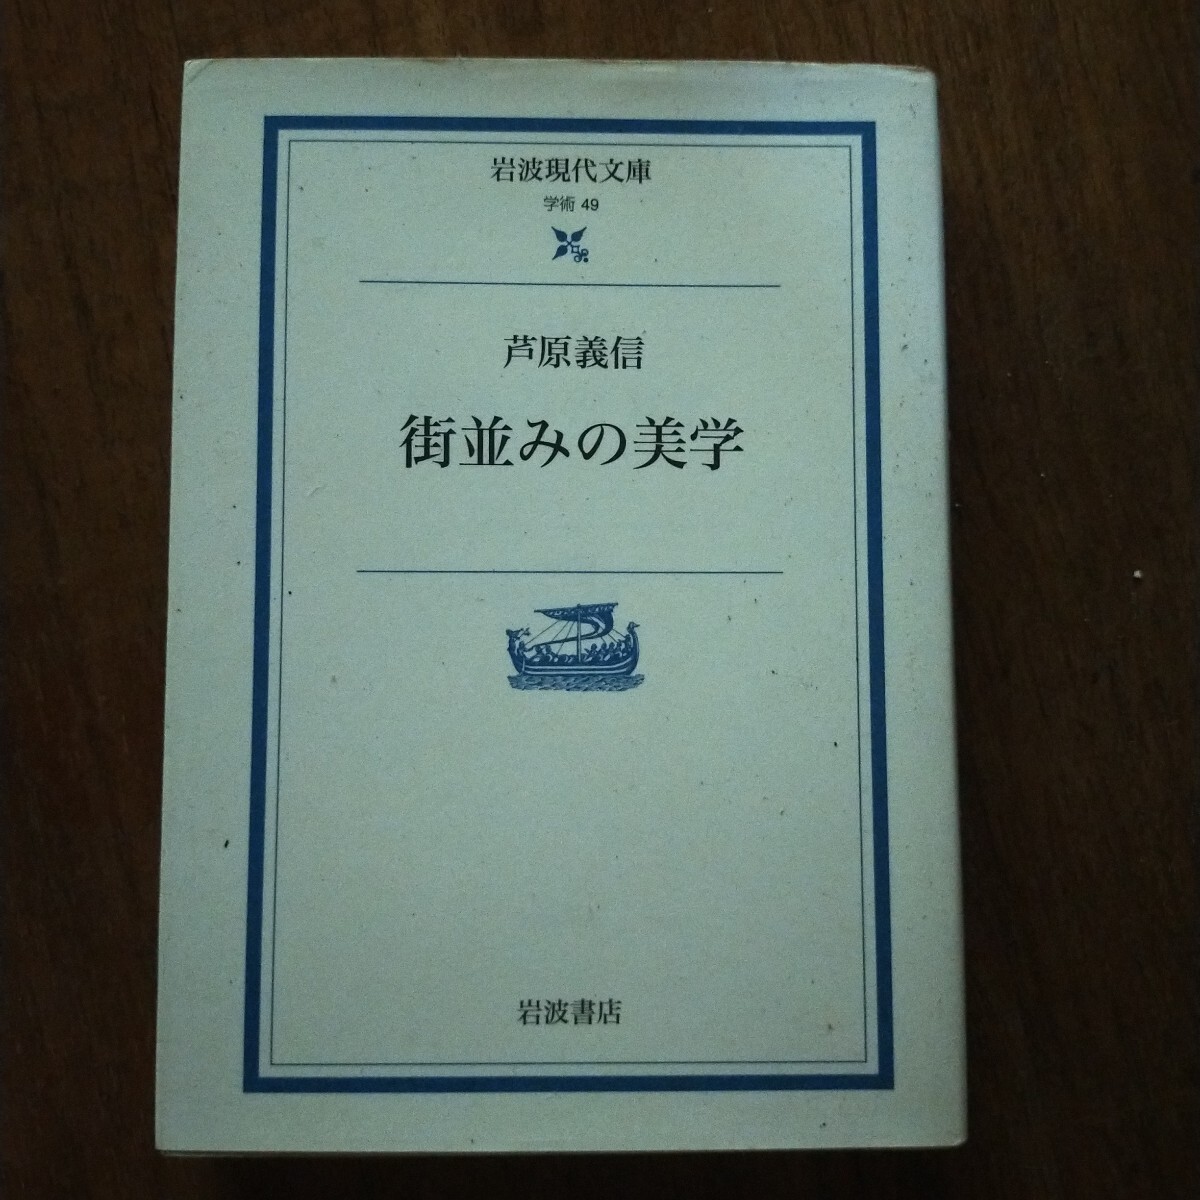 岩波現代文庫
学術 49
芦原義信
街並みの美学
岩波書店